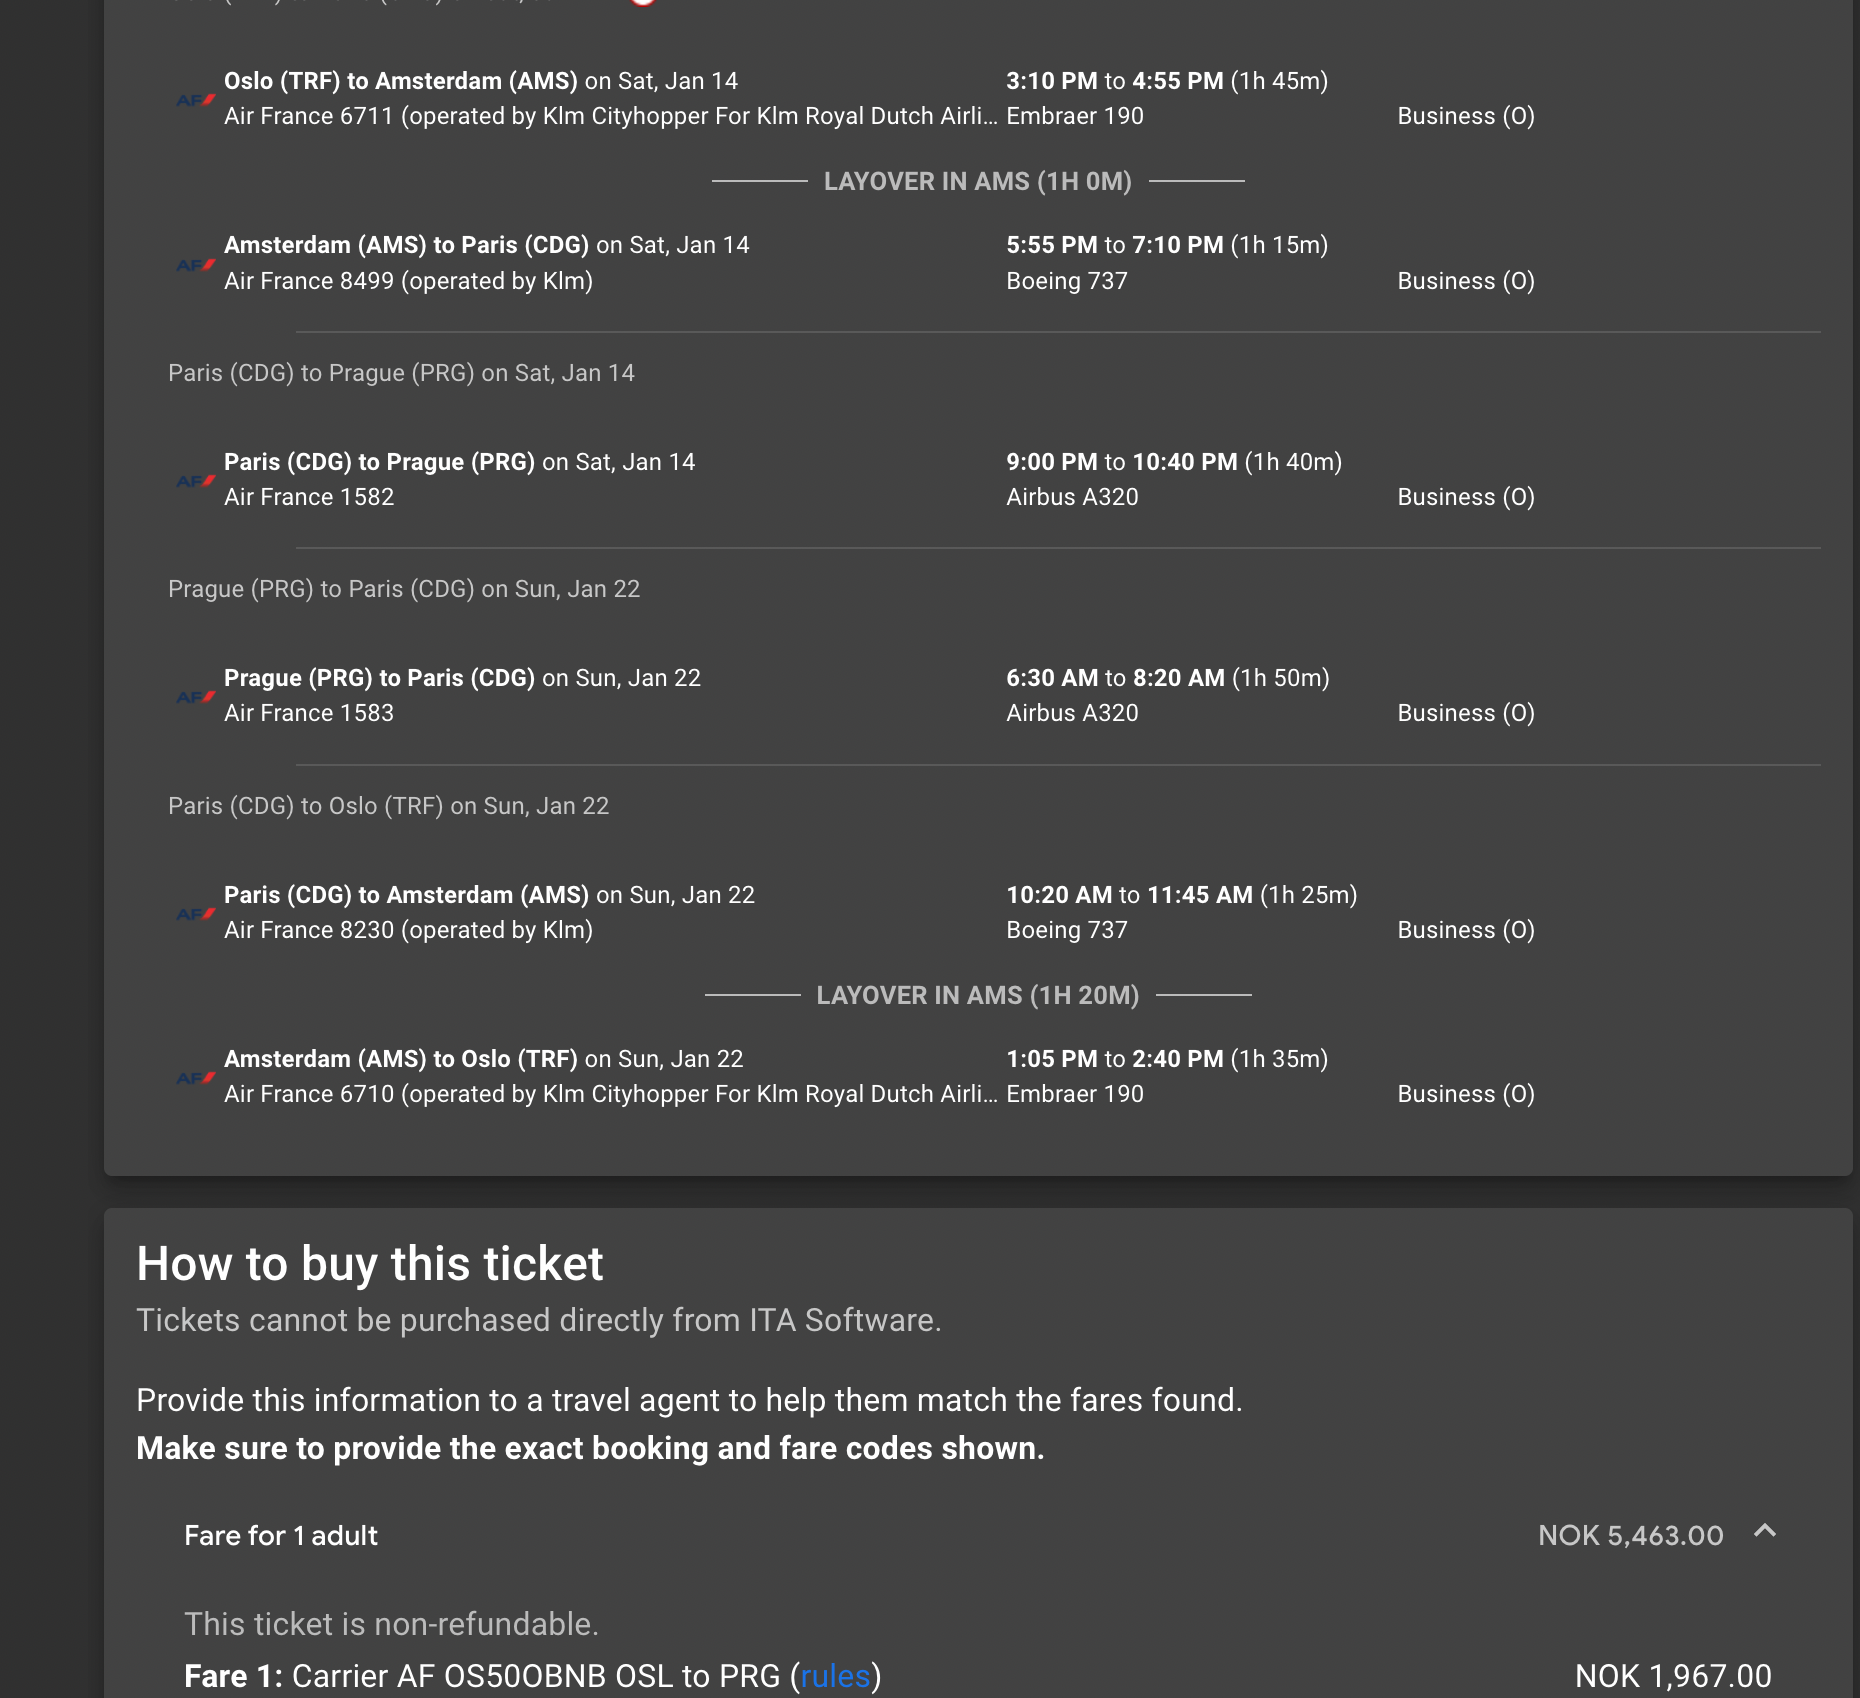 Oslo (TRF) to Amsterdam (AMS) on Sat, Jan 14 3:10 PM to 4:55 PM (1h 45m)
AF Air France 6711 (operated by Klm Cityhopper For Klm Royal Dutch Airli... Embraer 190 Business (O)
LAYOVER IN AMS (1H 0M)
Amsterdam (AMS) to Paris (CDG) on Sat, Jan 14 5:55 PM to 7:10 PM (1h 15m)
AF Air France 8499 (operated by Klm) Boeing 737 Business (O)
Paris (CDG) to Prague (PRG) on Sat, Jan 14
Paris (CDG) to Prague (PRG) on Sat, Jan 14 9:00 PM to 10:40 PM (1h 40m)
AF Air France 1582 Airbus A320 Business (O)
Prague (PRG) to Paris (CDG) on Sun, Jan 22
Prague (PRG) to Paris (CDG) on Sun, Jan 22 6:30 AM to 8:20 AM (1h 50m)
AF Air France 1583 Airbus A320 Business (O)
Paris (CDG) to Oslo (TRF) on Sun, Jan 22
Paris (CDG) to Amsterdam (AMS) on Sun, Jan 22 10:20 AM to 11:45 AM (1h 25m)
AF Air France 8230 (operated by Klm) Boeing 737 Business (O)
LAYOVER IN AMS (1H 20M)
Amsterdam (AMS) to Oslo (TRF) on Sun, Jan 22 1:05 PM to 2:40 PM (1h 35m)
AF Air France 6710 (operated by Klm Cityhopper For Klm Royal Dutch Airli... Embraer 190 Business (O)
How to buy this ticket
Tickets cannot be purchased directly from ITA Software.
Provide this information to a travel agent to help them match the fares found.
Make sure to provide the exact booking and fare codes shown.
Fare for 1 adult NOK 5,463.00
This ticket is non-refundable.
Fare 1: Carrier AF OS50OBNB OSL to PRG (rules) NOK 1,967.00